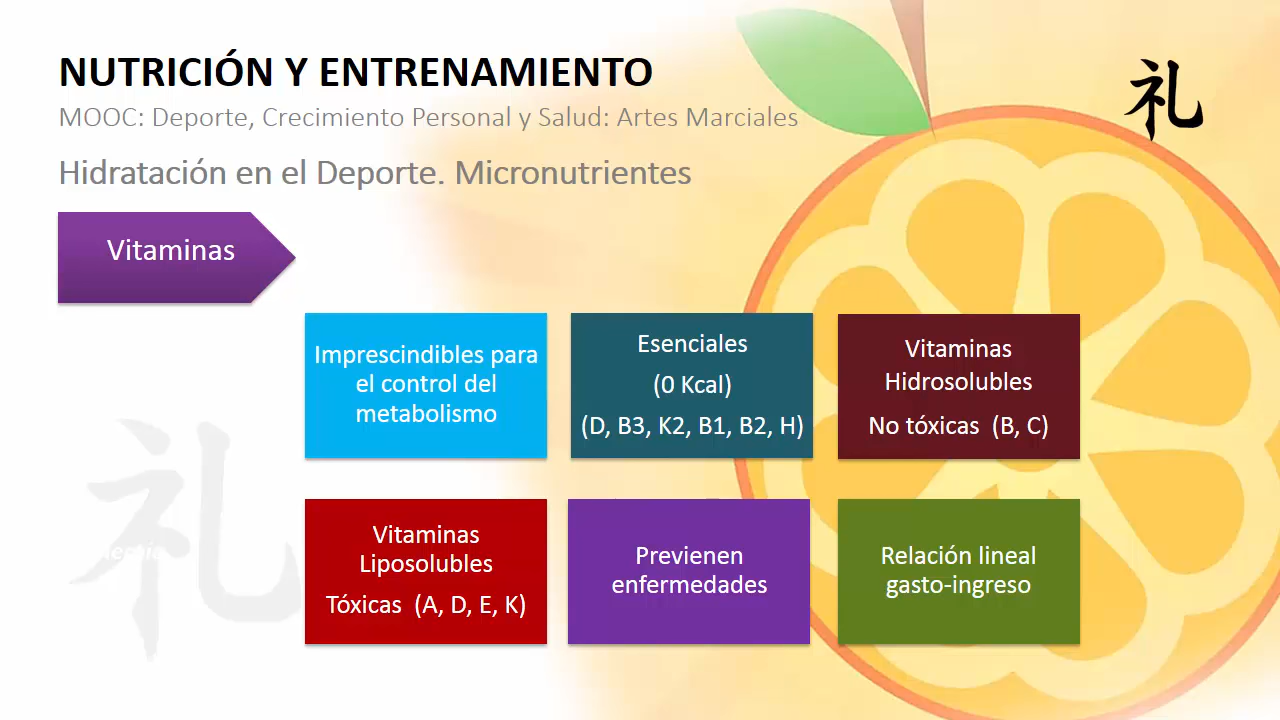 NUTRICIÓN Y ENTRENAMIENTO
礼
MOOC: Deporte, Crecimiento Personal y Salud: Artes Marciales
Hidratación en el Deporte. Micronutrientes
Vitaminas
Imprescindibles para
el control del
metabolismo
Esenciales
(0 Kcal)
(D, B3, K2, B1, B2, H)
Vitaminas
Hidrosolubles
No tóxicas (B, C)
Vitaminas
Liposolubles
Tóxicas (A, D, E, K)
Previenen
enfermedades
Relación lineal
gasto-ingreso
礼